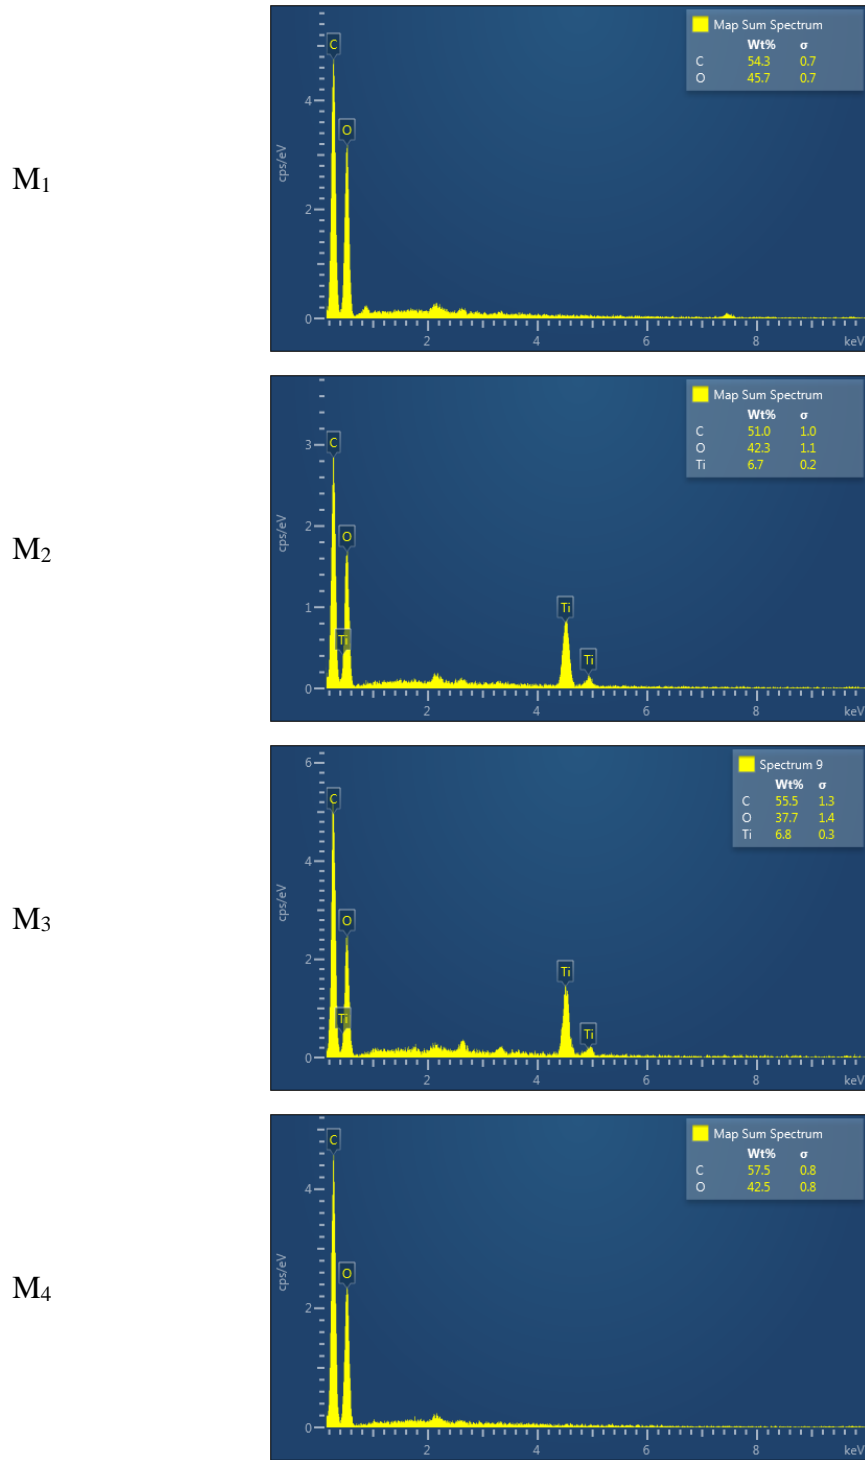 M₁
Map Sum Spectrum
Wt% σ
C 54.3 0.7
O 45.7 0.7
C
O
cps/eV
4
2
0
2 4 6 8 keV
M₂
Map Sum Spectrum
Wt% σ
C 51.0 1.0
O 42.3 1.1
Ti 6.7 0.2
C
O
Ti
Ti
Ti
cps/eV
3
2
1
0
2 4 6 8 keV
M₃
Spectrum 9
Wt% σ
C 55.5 1.3
O 37.7 1.4
Ti 6.8 0.3
C
O
Ti
Ti
Ti
cps/eV
6
4
2
0
2 4 6 8 keV
M₄
Map Sum Spectrum
Wt% σ
C 57.5 0.8
O 42.5 0.8
C
O
cps/eV
4
2
0
2 4 6 8 keV